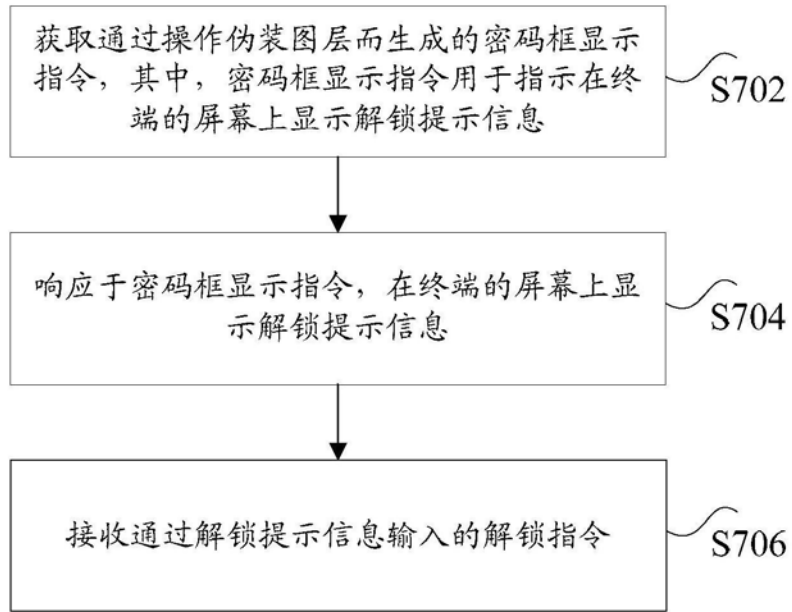 获取通过操作伪装图层而生成的密码框显示
指令，其中，密码框显示指令用于指示在终
端的屏幕上显示解锁提示信息
S702
响应于密码框显示指令，在终端的屏幕上显
示解锁提示信息
S704
接收通过解锁提示信息输入的解锁指令
S706